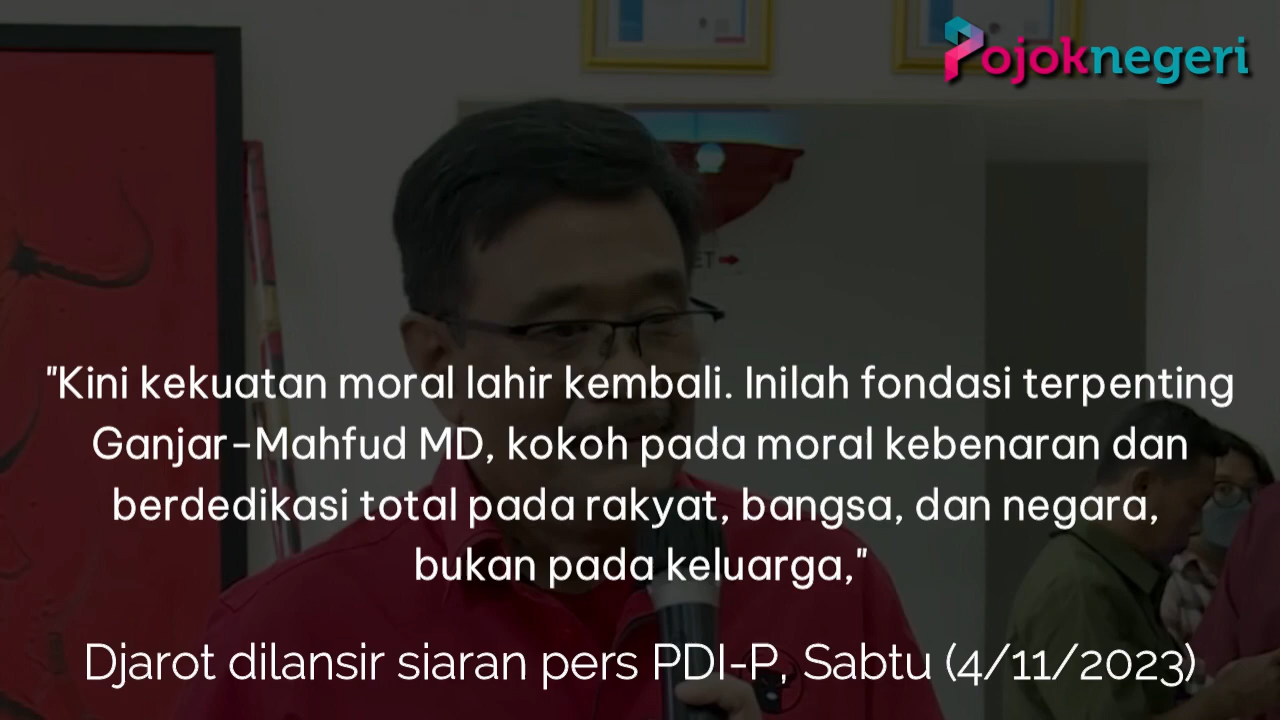 Pojoknegeri
ET
"Kini kekuatan moral lahir kembali. Inilah fondasi terpenting
Ganjar-Mahfud MD, kokoh pada moral kebenaran dan
berdedikasi total pada rakyat, bangsa, dan negara,
bukan pada keluarga,"
Djarot dilansir siaran pers PDI-P, Sabtu (4/11/2023)